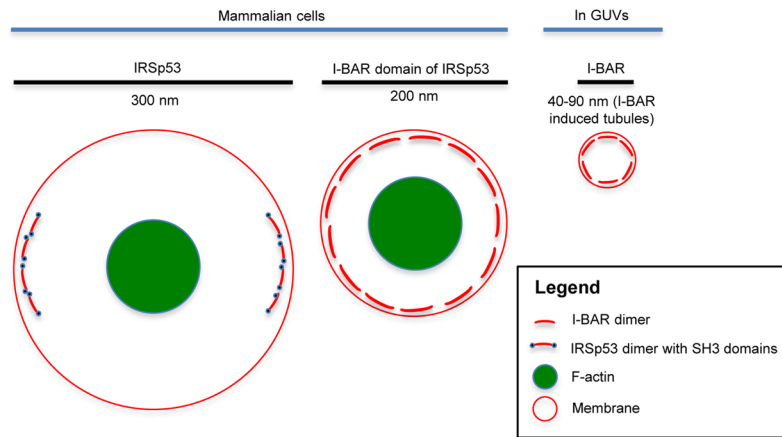 Mammalian cells
In GUVs
IRSp53
I-BAR domain of IRSp53
I-BAR
300 nm
200 nm
40-90 nm (I-BAR
induced tubules)
Legend
I-BAR dimer
IRSp53 dimer with SH3 domains
F-actin
Membrane